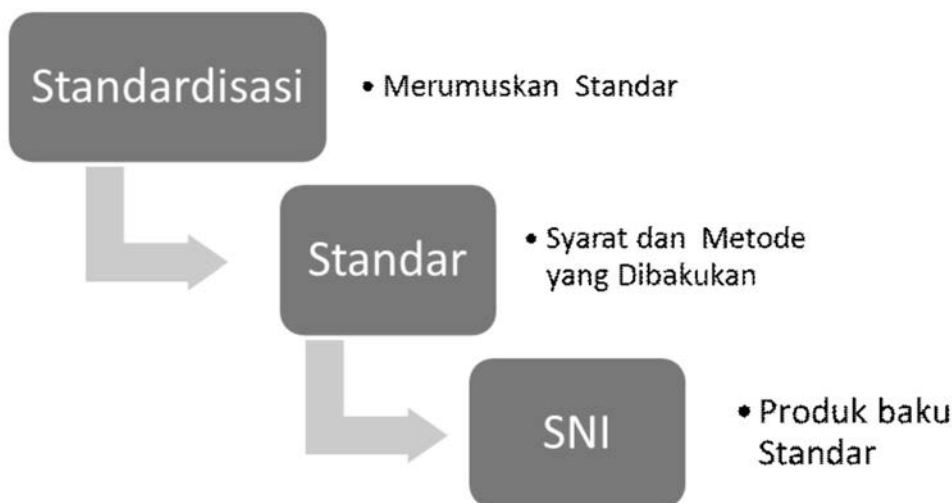 Standardisasi
• Merumuskan Standar
Standar
• Syarat dan Metode
yang Dibakukan
SNI
• Produk baku
Standar